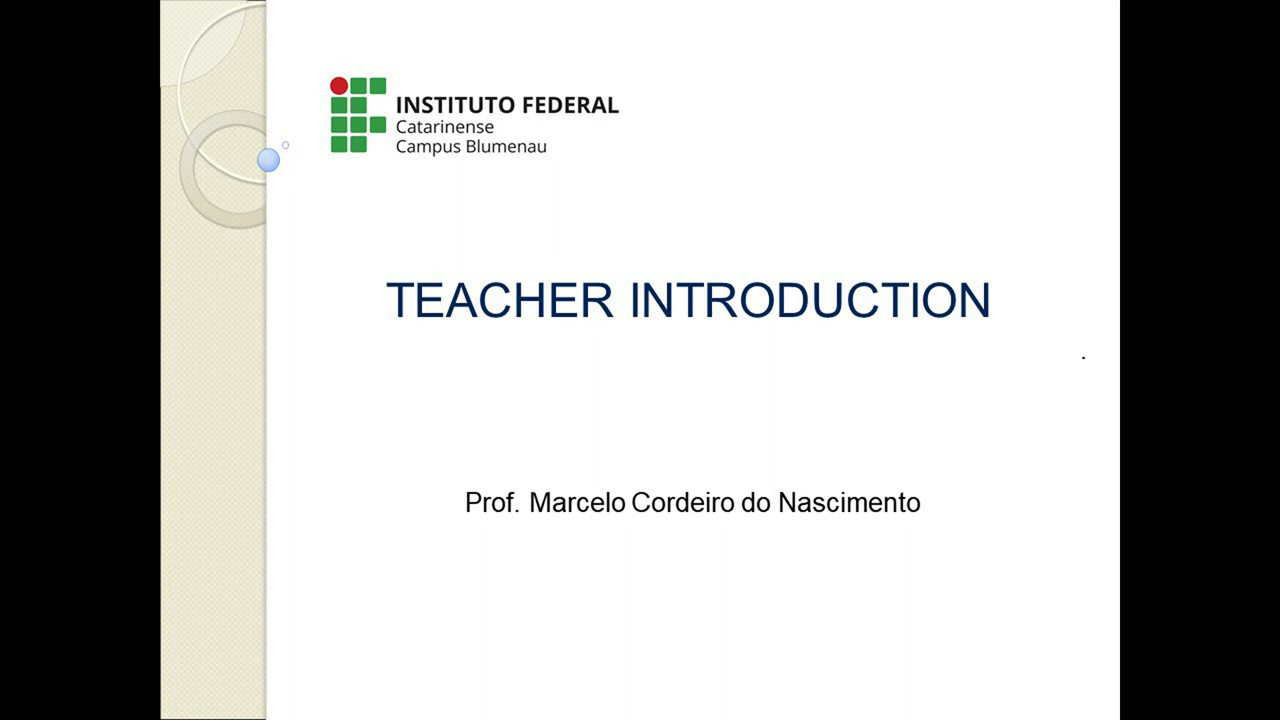 INSTITUTO FEDERAL
Catarinense
Campus Blumenau
TEACHER INTRODUCTION
.
Prof. Marcelo Cordeiro do Nascimento